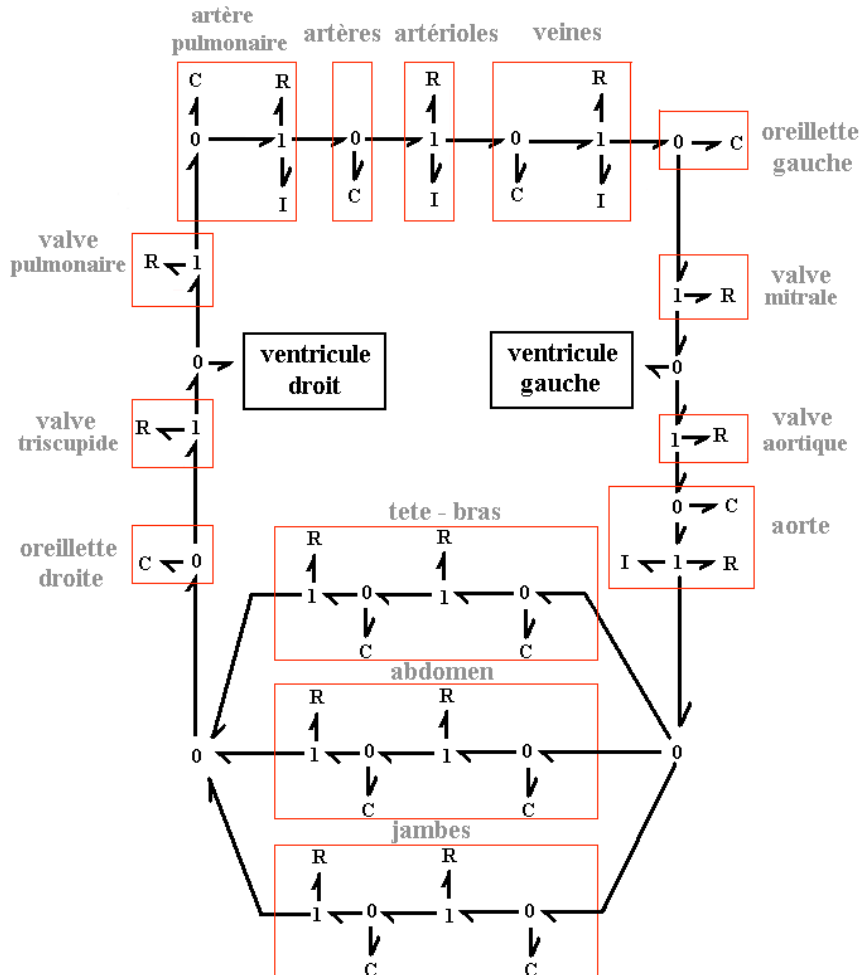 artère
pulmonaire
artères
artérioles
veines
C R R R
0 1 0 1 0 1 0 C
I C I C I
oreillette
gauche
valve
pulmonaire
R 1
1 R
valve
mitrale
0
ventricule
droit
ventricule
gauche
0
valve
triscupide
R 1
1 R
valve
aortique
0 C
I 1 R
aorte
oreillette
droite
C 0
tete - bras
R R
1 0 1 0
C C
abdomen
R R
0 1 0 1 0 0
C C
jambes
R R
1 0 1 0
C C